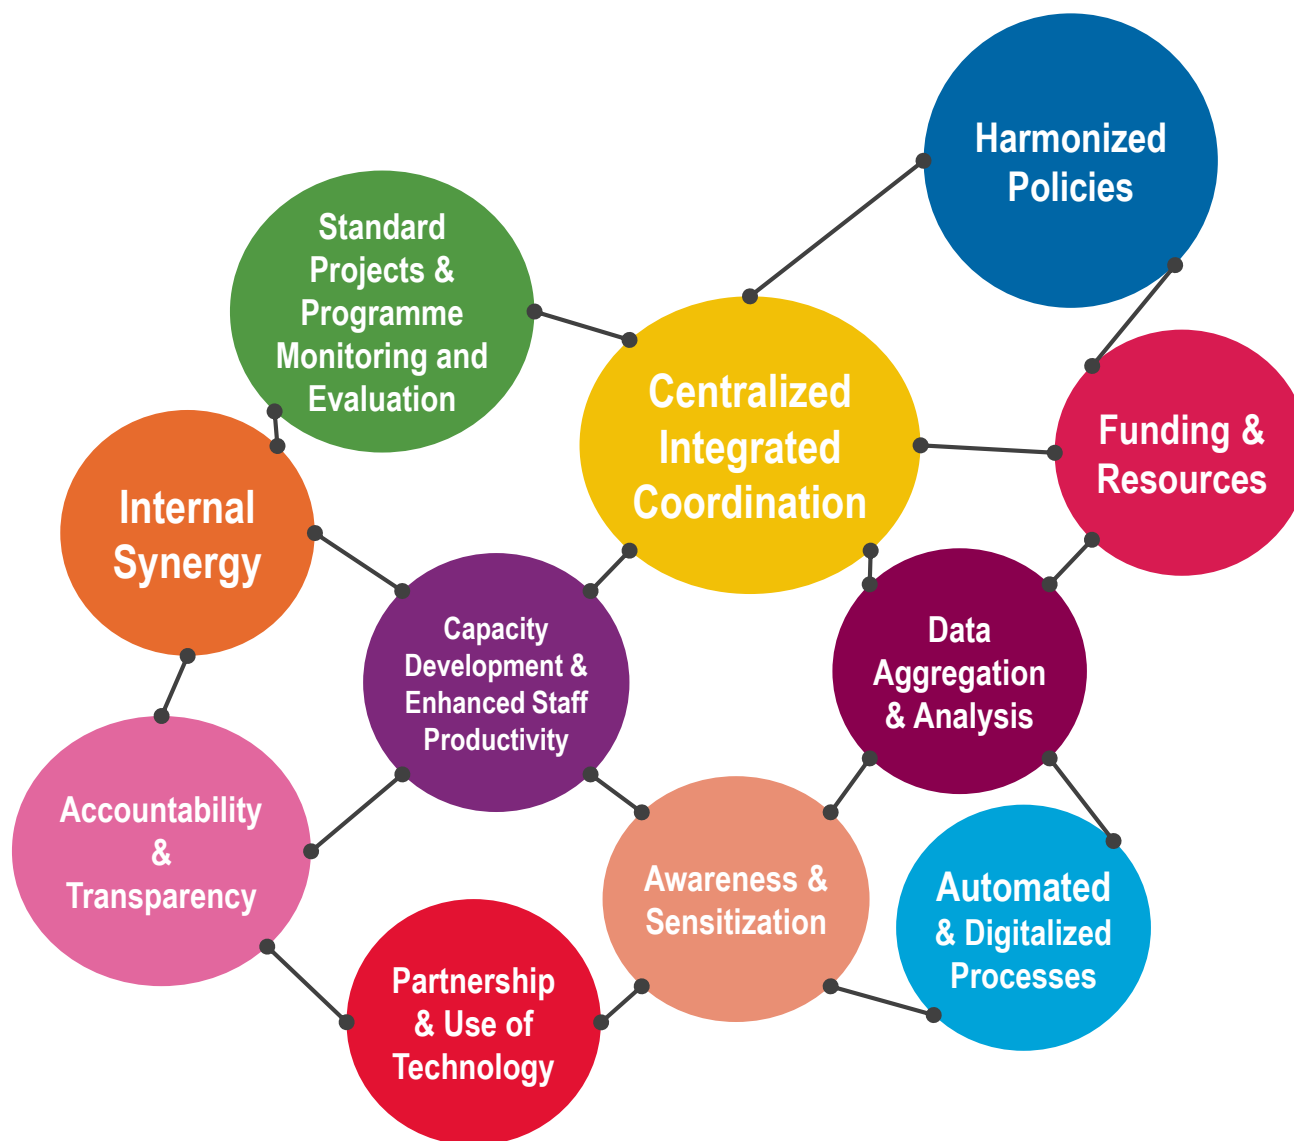 Harmonized
Policies
Standard
Projects &
Programme
Monitoring and
Evaluation
Centralized
Integrated
Coordination
Funding &
Resources
Internal
Synergy
Capacity
Development &
Enhanced Staff
Productivity
Data
Aggregation
& Analysis
Accountability
&
Transparency
Awareness &
Sensitization
Automated
& Digitalized
Processes
Partnership
& Use of
Technology